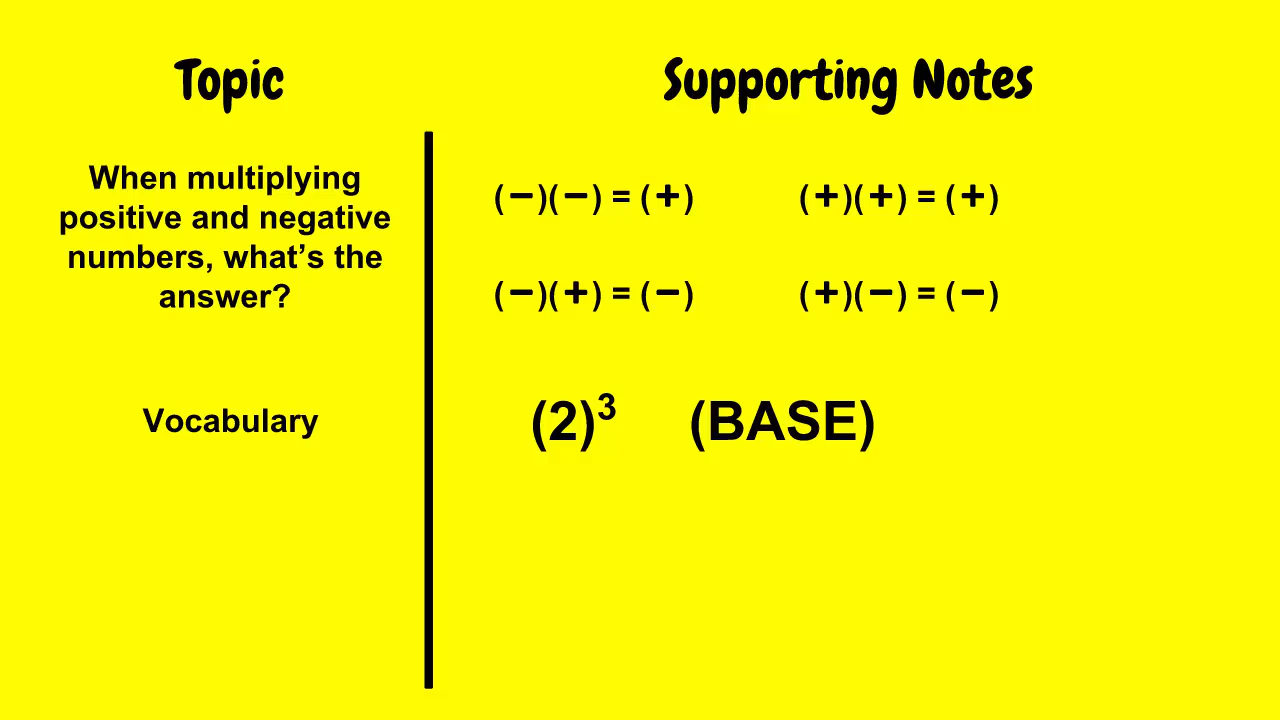 Topic
Supporting Notes
When multiplying
positive and negative
numbers, what’s the
answer?
(−)(−) = (+)
(+)(+) = (+)
(−)(+) = (−)
(+)(−) = (−)
Vocabulary
(2)³
(BASE)